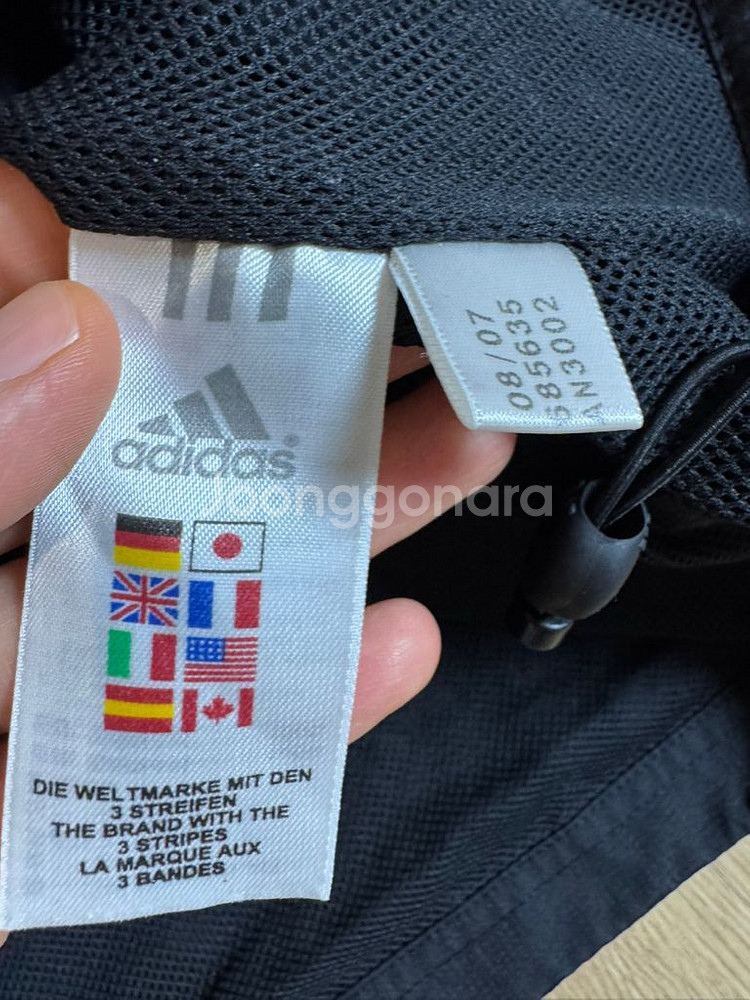 adidas
DIE WELTMARKE MIT DEN
3 STREIFEN
THE BRAND WITH THE
3 STRIPES
LA MARQUE AUX
3 BANDES
08/07
585635
AN3002
Joonggonara